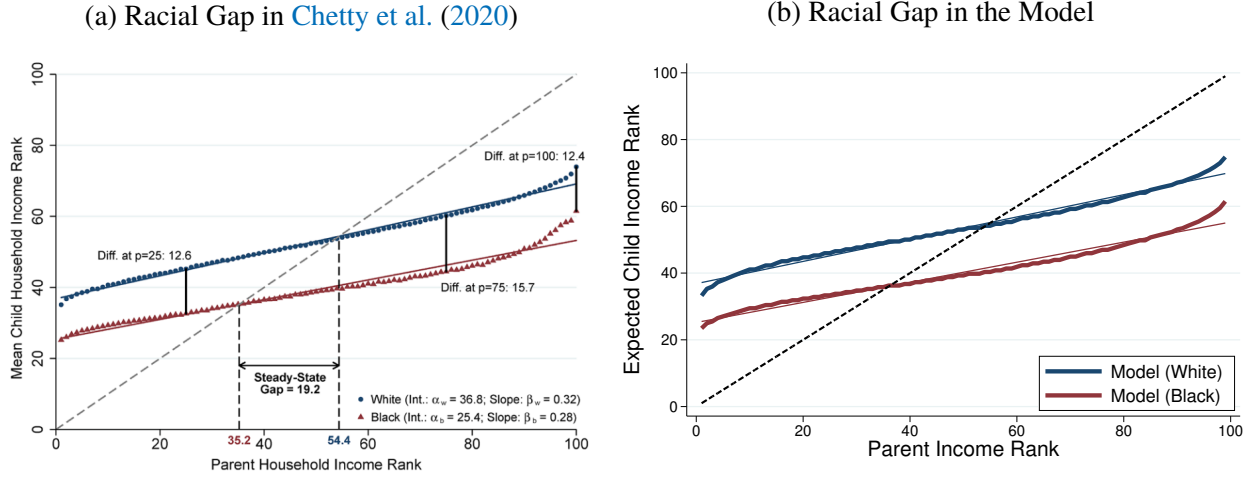 (a) Racial Gap in Chetty et al. (2020)
100
80
60
40
20
0
Mean Child Household Income Rank
Diff. at p=100: 12.4
Diff. at p=25: 12.6
Diff. at p=75: 15.7
Steady-State
Gap = 19.2
White (Int.: α_w = 36.8; Slope: β_w = 0.32)
Black (Int.: α_b = 25.4; Slope: β_b = 0.28)
0 20 35.2 40 54.4 60 80 100
Parent Household Income Rank
(b) Racial Gap in the Model
100
80
60
40
20
0
Expected Child Income Rank
Model (White)
Model (Black)
0 20 40 60 80 100
Parent Income Rank